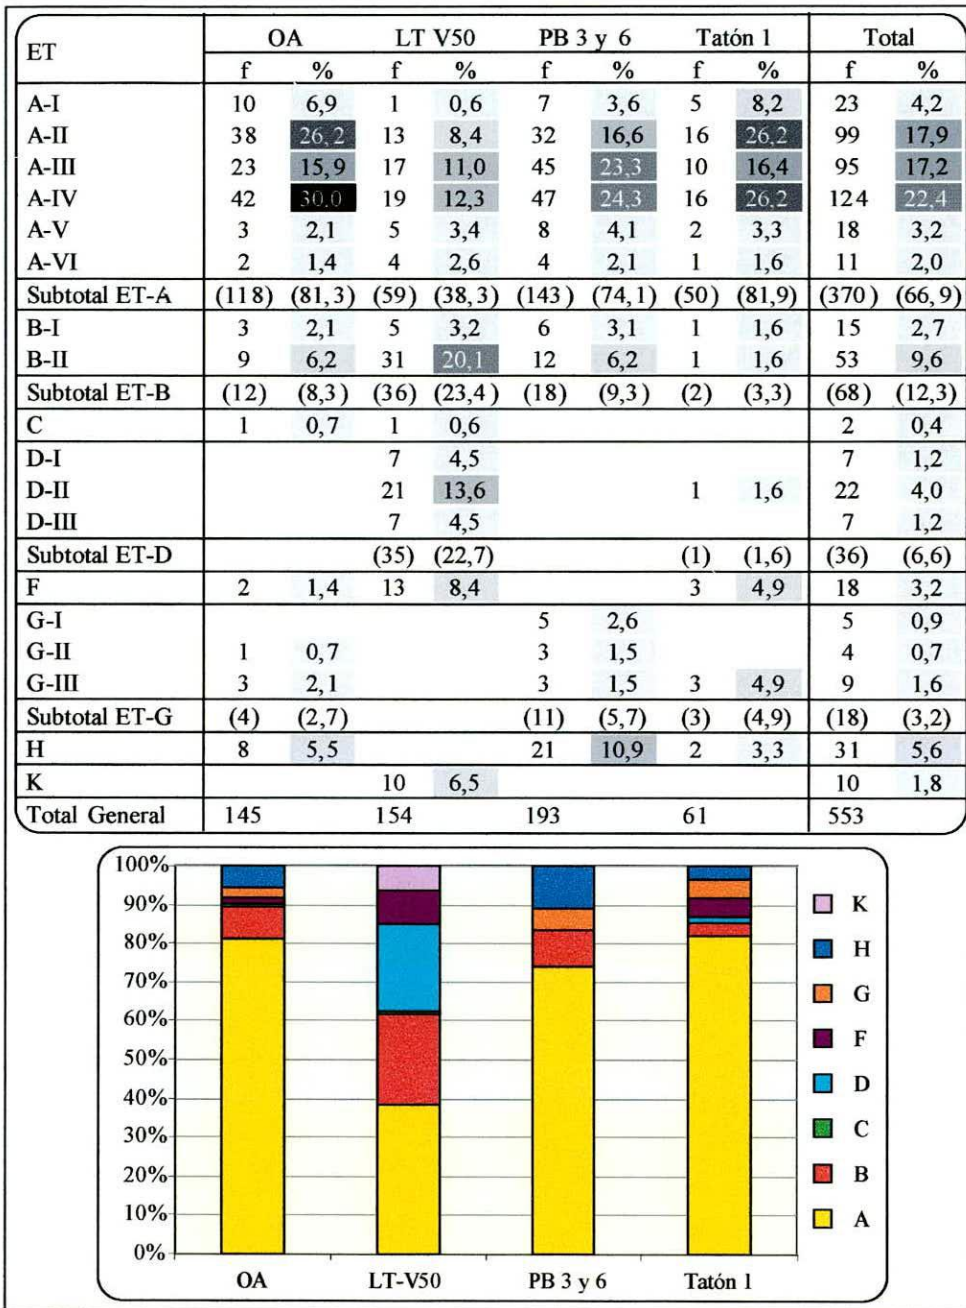 ET OA LT V50 PB 3 y 6 Tatón 1 Total
f % f % f % f % f %
A-I 10 6,9 1 0,6 7 3,6 5 8,2 23 4,2
A-II 38 26,2 13 8,4 32 16,6 16 26,2 99 17,9
A-III 23 15,9 17 11,0 45 23,3 10 16,4 95 17,2
A-IV 42 30,0 19 12,3 47 24,3 16 26,2 124 22,4
A-V 3 2,1 5 3,4 8 4,1 2 3,3 18 3,2
A-VI 2 1,4 4 2,6 4 2,1 1 1,6 11 2,0
Subtotal ET-A (118) (81,3) (59) (38,3) (143) (74,1) (50) (81,9) (370) (66,9)
B-I 3 2,1 5 3,2 6 3,1 1 1,6 15 2,7
B-II 9 6,2 31 20,1 12 6,2 1 1,6 53 9,6
Subtotal ET-B (12) (8,3) (36) (23,4) (18) (9,3) (2) (3,3) (68) (12,3)
C 1 0,7 1 0,6 2 0,4
D-I 7 4,5 7 1,2
D-II 21 13,6 1 1,6 22 4,0
D-III 7 4,5 7 1,2
Subtotal ET-D (35) (22,7) (1) (1,6) (36) (6,6)
F 2 1,4 13 8,4 3 4,9 18 3,2
G-I 5 2,6 5 0,9
G-II 1 0,7 3 1,5 4 0,7
G-III 3 2,1 3 1,5 3 4,9 9 1,6
Subtotal ET-G (4) (2,7) (11) (5,7) (3) (4,9) (18) (3,2)
H 8 5,5 21 10,9 2 3,3 31 5,6
K 10 6,5 10 1,8
Total General 145 154 193 61 553
100%
90%
80%
70%
60%
50%
40%
30%
20%
10%
0%
OA LT-V50 PB 3 y 6 Tatón 1
K
H
G
F
D
C
B
A